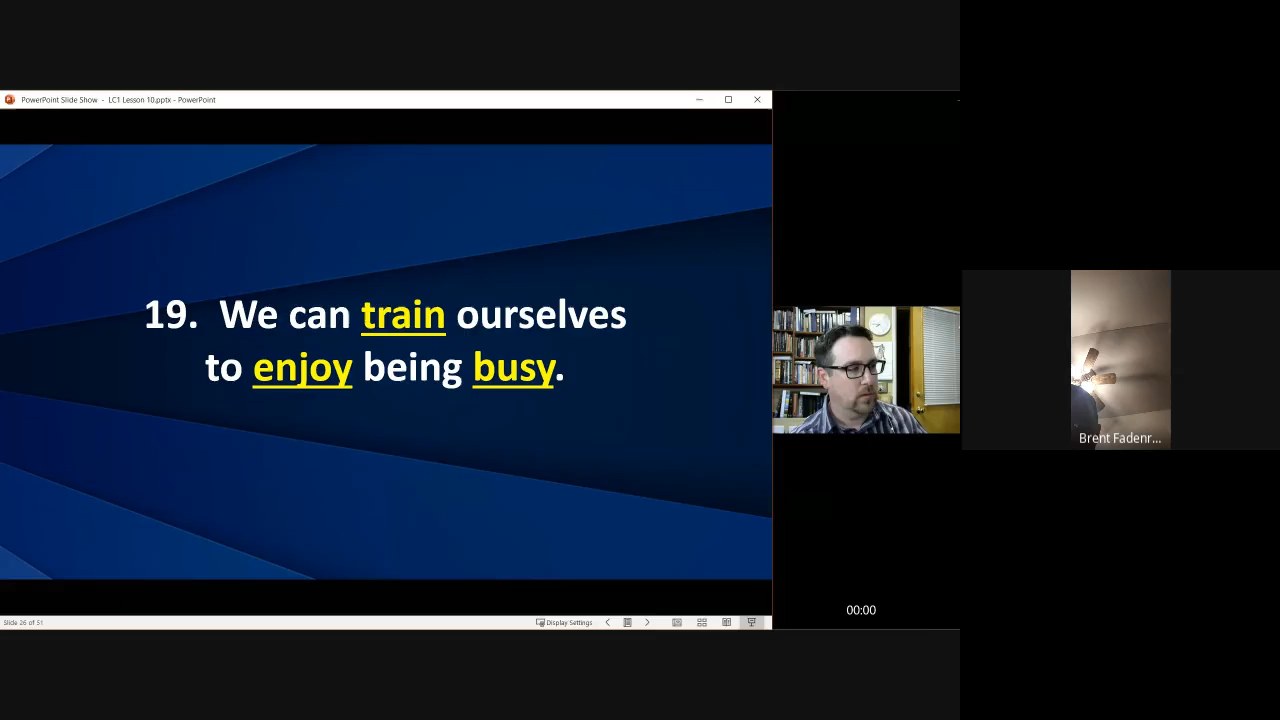 PowerPoint Slide Show - LC1 Lesson 10.pptx - PowerPoint
19. We can train ourselves
to enjoy being busy.
Brent Fadenr...
00:00
Slide 26 of 51
Display Settings